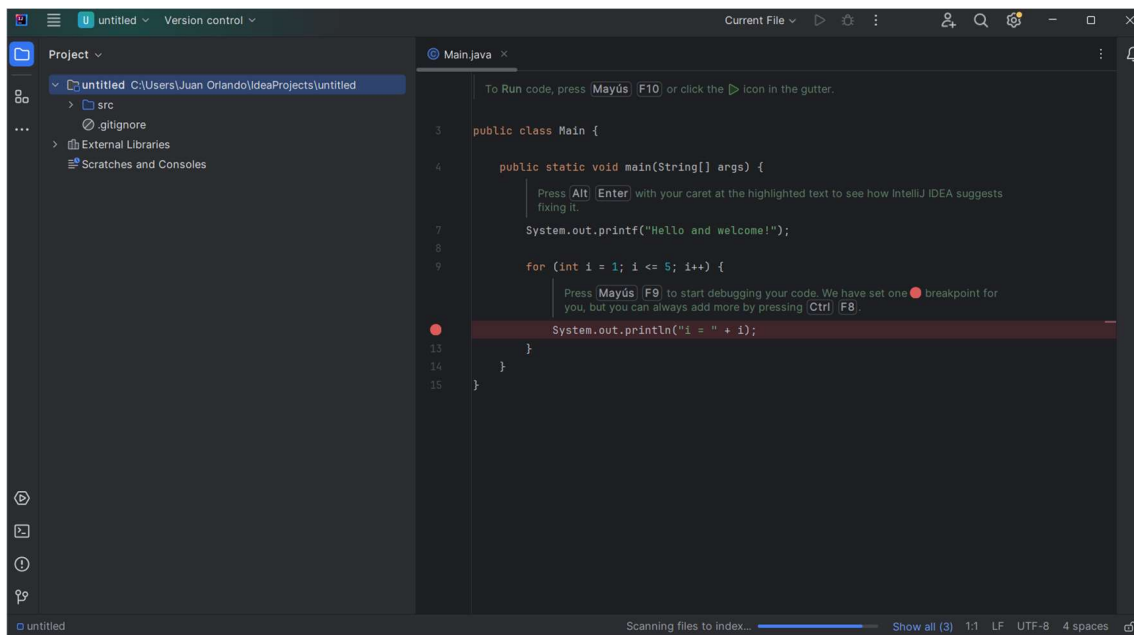 U untitled Version control Current File
Project
Main.java ×
untitled C:\Users\Juan Orlando\IdeaProjects\untitled
src
.gitignore
External Libraries
Scratches and Consoles
To Run code, press Mayús F10 or click the icon in the gutter.
3 public class Main {
4 public static void main(String[] args) {
Press Alt Enter with your caret at the highlighted text to see how IntelliJ IDEA suggests
fixing it.
7 System.out.printf("Hello and welcome!");
8
9 for (int i = 1; i <= 5; i++) {
Press Mayús F9 to start debugging your code. We have set one breakpoint for
you, but you can always add more by pressing Ctrl F8.
System.out.println("i = " + i);
13 }
14 }
15 }
untitled Scanning files to index... Show all (3) 1:1 LF UTF-8 4 spaces